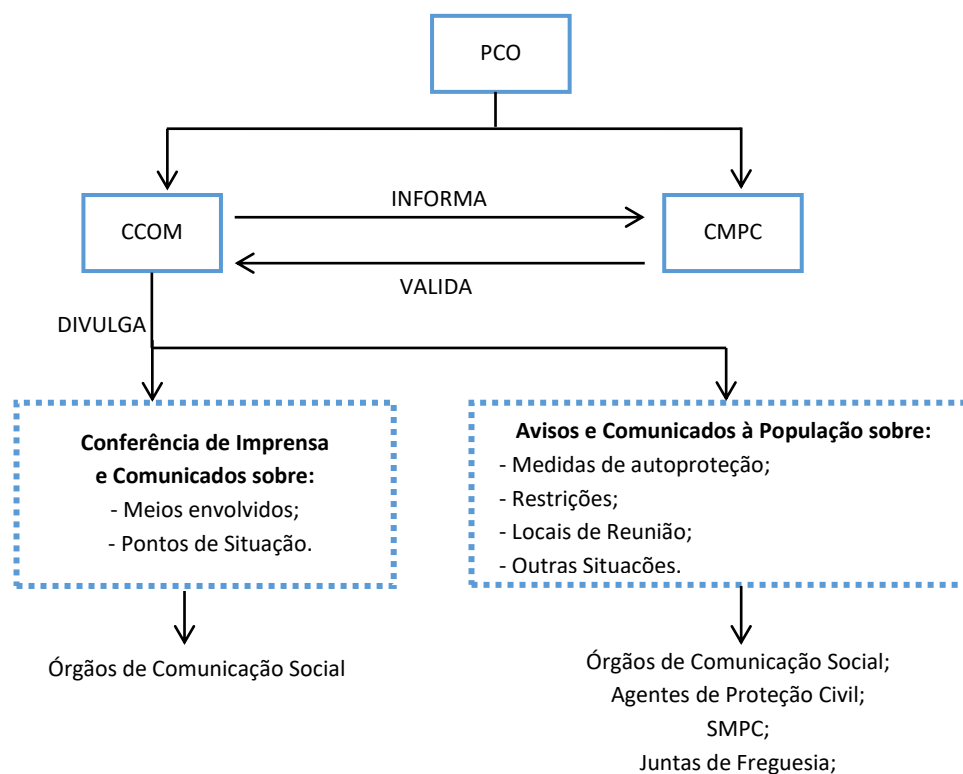 PCO
INFORMA
CCOM
CMPC
VALIDA
DIVULGA
Conferência de Imprensa
e Comunicados sobre:
- Meios envolvidos;
- Pontos de Situação.
Avisos e Comunicados à População sobre:
- Medidas de autoproteção;
- Restrições;
- Locais de Reunião;
- Outras Situacões.
Órgãos de Comunicação Social
Órgãos de Comunicação Social;
Agentes de Proteção Civil;
SMPC;
Juntas de Freguesia;